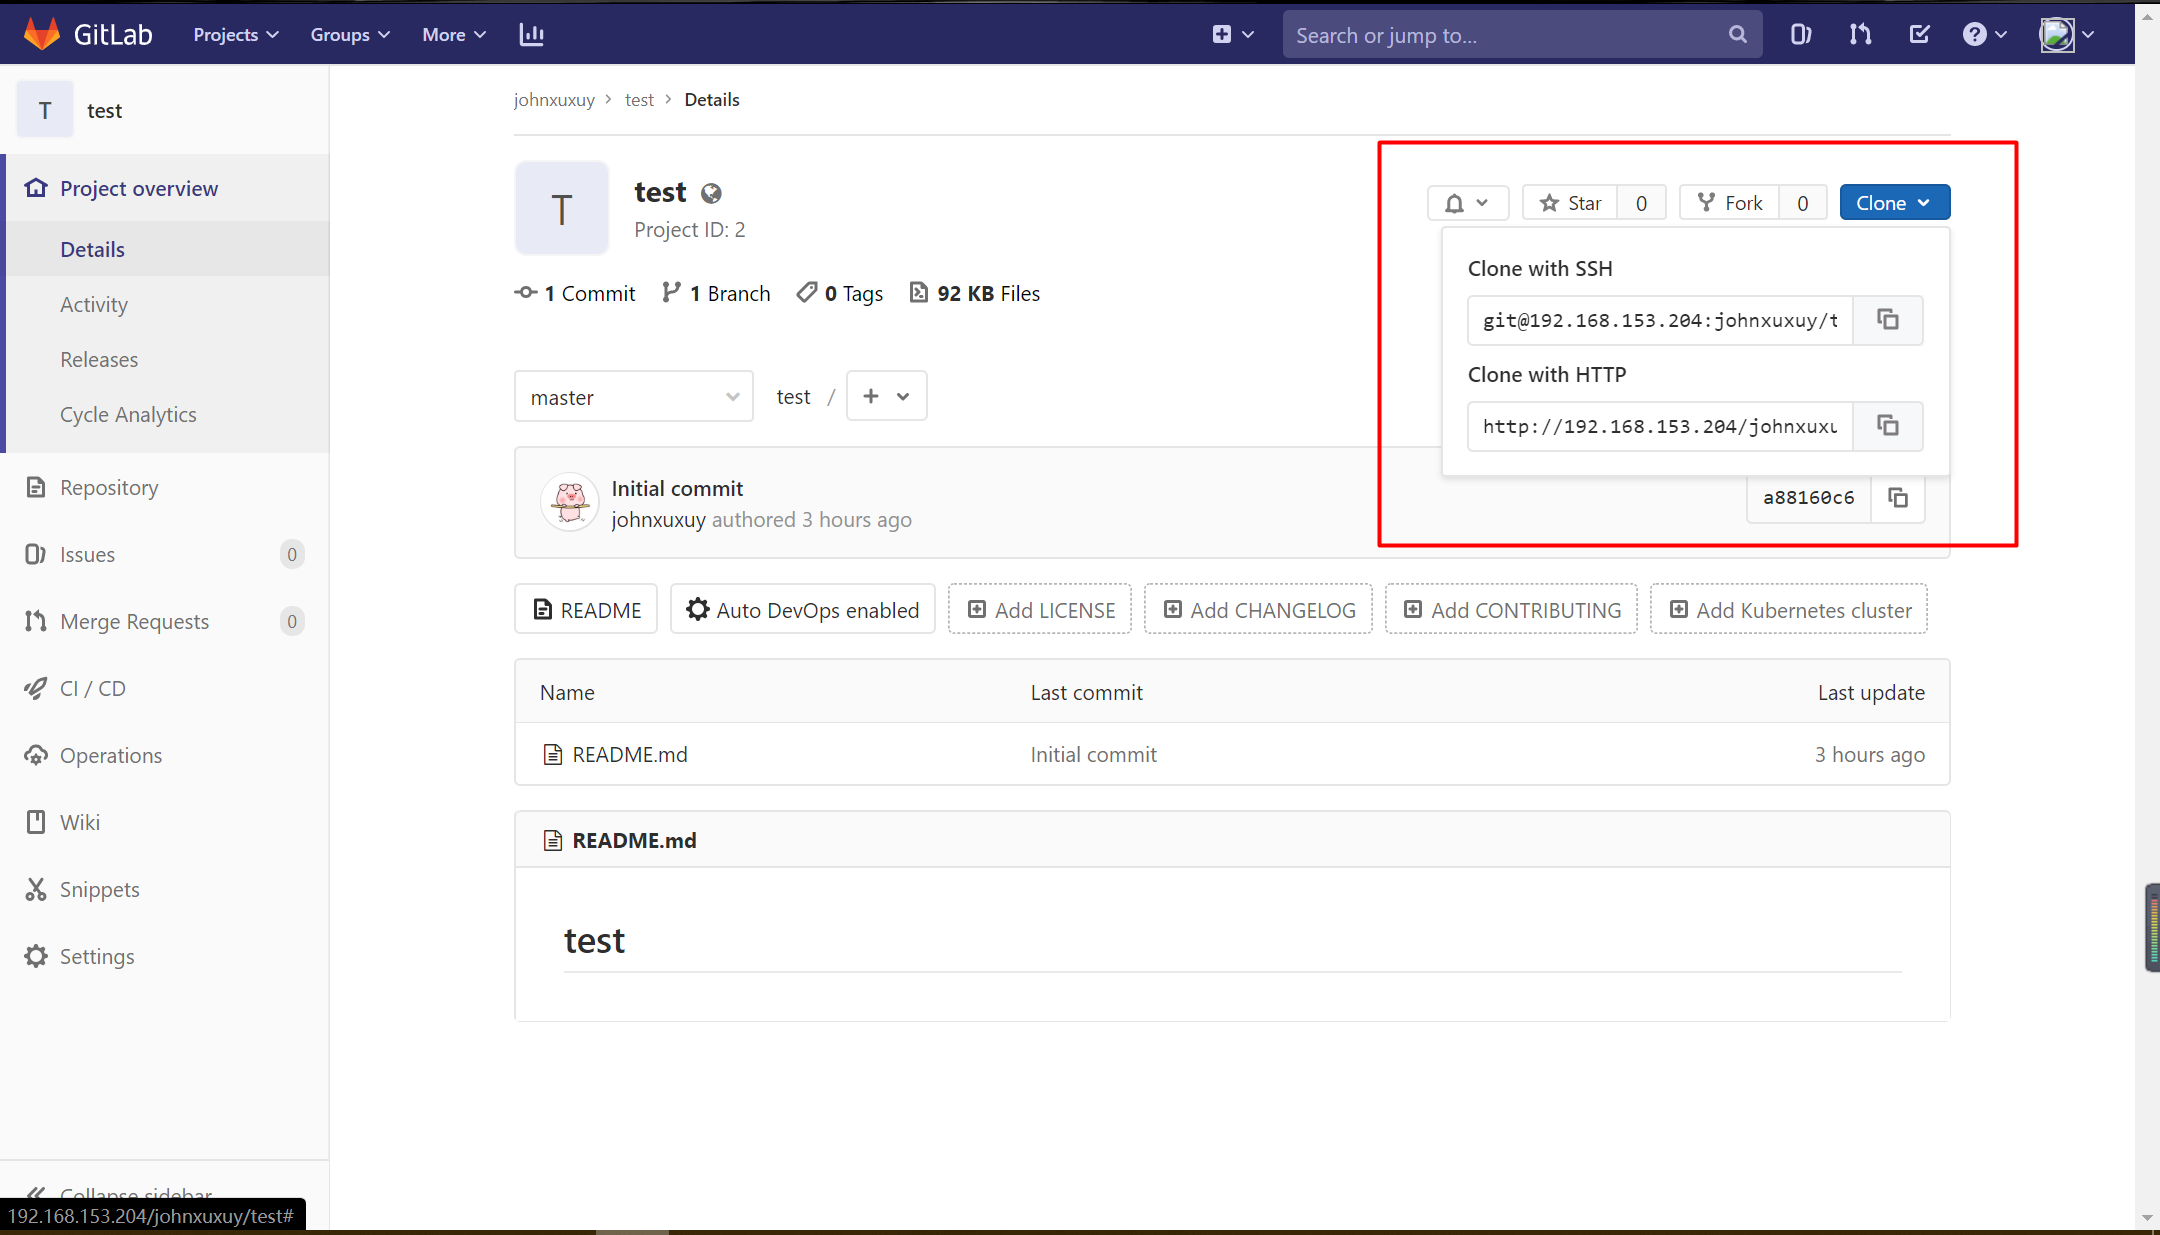 GitLab Projects Groups More Search or jump to...
T test
Project overview
Details
Activity
Releases
Cycle Analytics
Repository
Issues 0
Merge Requests 0
CI / CD
Operations
Wiki
Snippets
Settings
Collapse sidebar
192.168.153.204/johnxuxuy/test#
johnxuxuy > test > Details
T
test
Project ID: 2
Star 0 Fork 0 Clone
1 Commit 1 Branch 0 Tags 92 KB Files
Clone with SSH
git@192.168.153.204:johnxuxuy/t
Clone with HTTP
http://192.168.153.204/johnxuxu
master test / +
Initial commit
johnxuxuy authored 3 hours ago
a88160c6
README Auto DevOps enabled Add LICENSE Add CHANGELOG Add CONTRIBUTING Add Kubernetes cluster
Name Last commit Last update
README.md Initial commit 3 hours ago
README.md
test